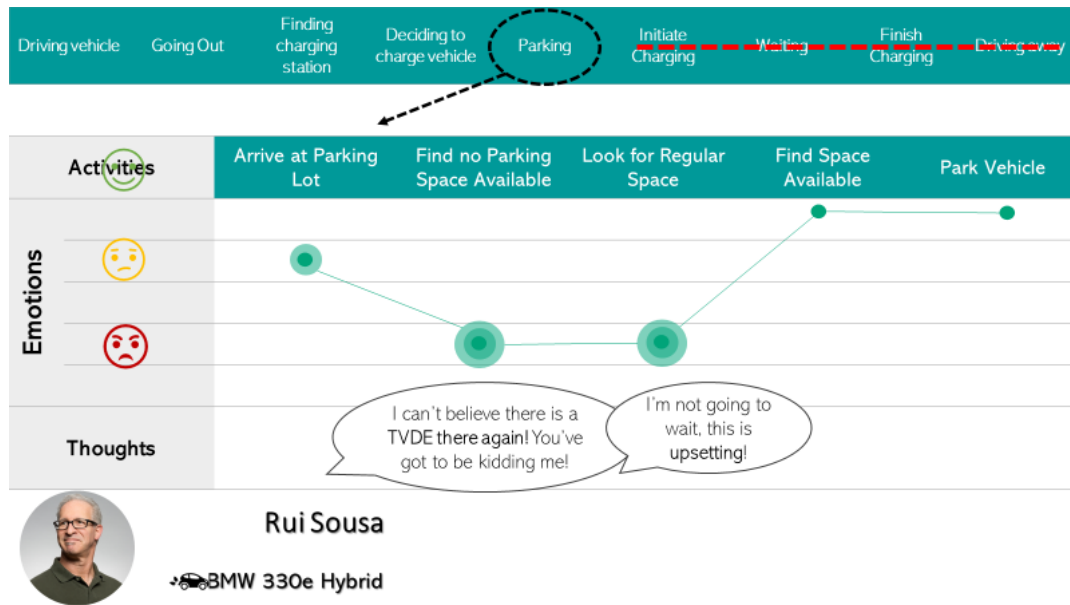 Driving vehicle
Going Out
Finding
charging
station
Deciding to
charge vehicle
Parking
Initiate
Charging
Waiting
Finish
Charging
Driving away
Activities
Arrive at Parking
Lot
Find no Parking
Space Available
Look for Regular
Space
Find Space
Available
Park Vehicle
Emotions
I can't believe there is a
TVDE there again! You've
got to be kidding me!
I'm not going to
wait, this is
upsetting!
Thoughts
Rui Sousa
BMW 330e Hybrid